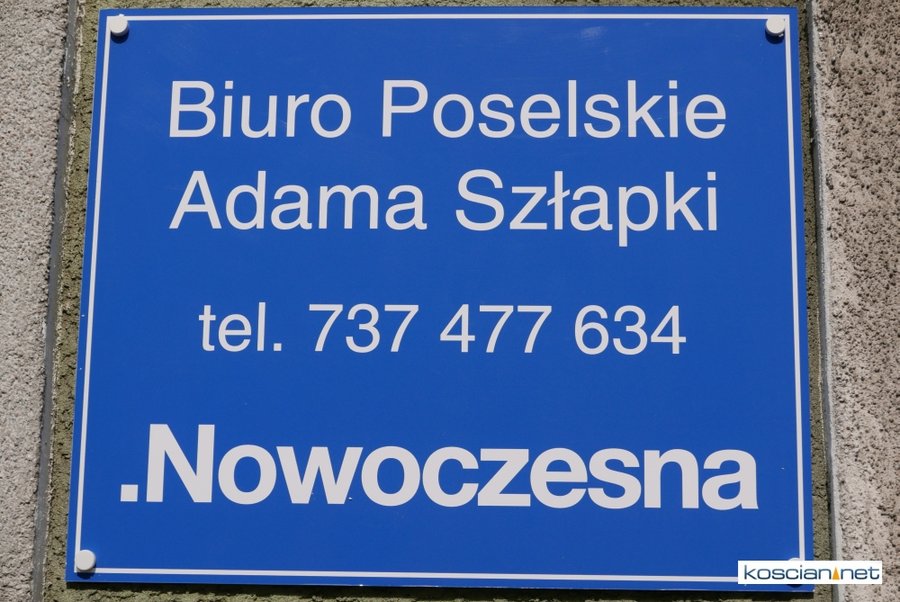 Biuro Poselskie
Adama Szłapki
tel. 737 477 634
.Nowoczesna
koscian.net